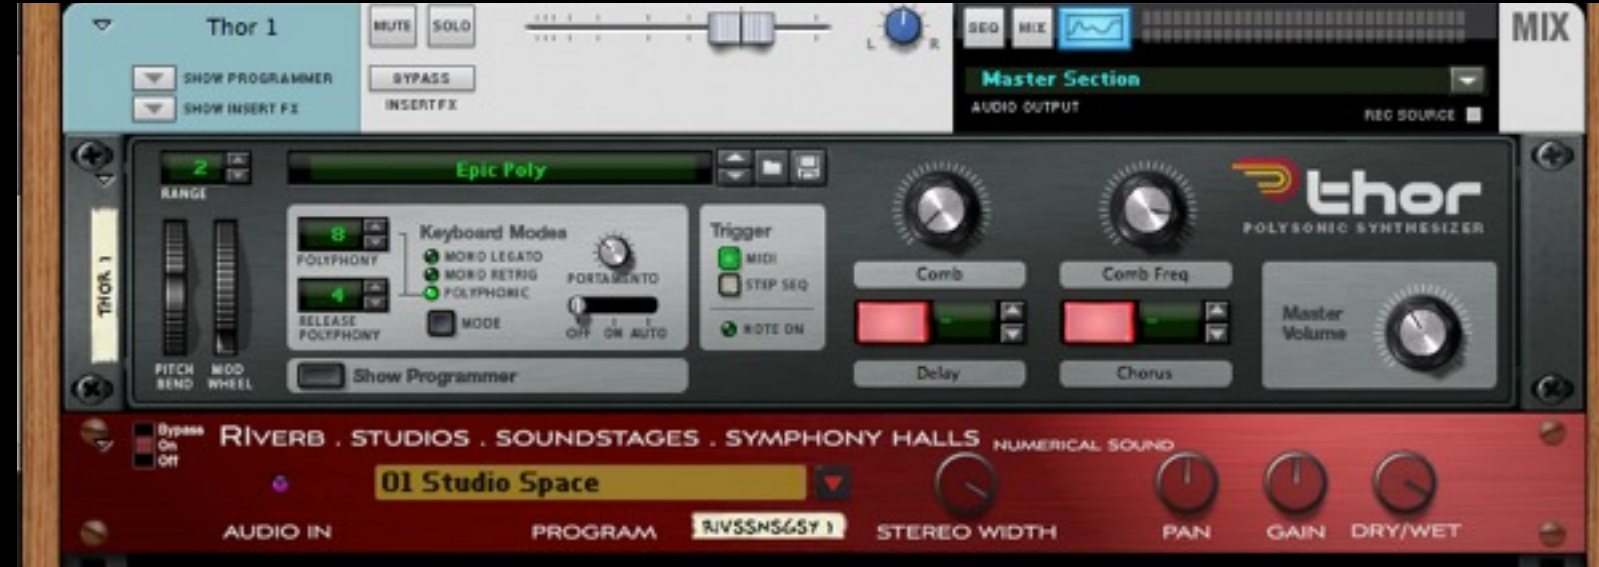 Thor 1
MUTE SOLO
L R
SEQ MIX
MIX
SHOW PROGRAMMER
BYPASS
Master Section
SHOW INSERT FX
INSERT FX
AUDIO OUTPUT
REC SOURCE
2
RANGE
Epic Poly
thor
POLYSONIC SYNTHESIZER
8
POLYPHONY
Keyboard Modes
MONO LEGATO
MONO RETRIG
POLYPHONIC
PORTAMENTO
4
RELEASE
POLYPHONY
MODE
OFF ON AUTO
Trigger
MIDI
STEP SEQ
NOTE ON
Comb
Comb Freq
Delay
Chorus
Master
Volume
THOR 1
PITCH
BEND
MOD
WHEEL
Show Programmer
Bypass
On
Off
RIVERB . STUDIOS . SOUNDSTAGES . SYMPHONY HALLS NUMERICAL SOUND
01 Studio Space
AUDIO IN
PROGRAM
RIVSSNSGSY 1
STEREO WIDTH
PAN
GAIN
DRY/WET